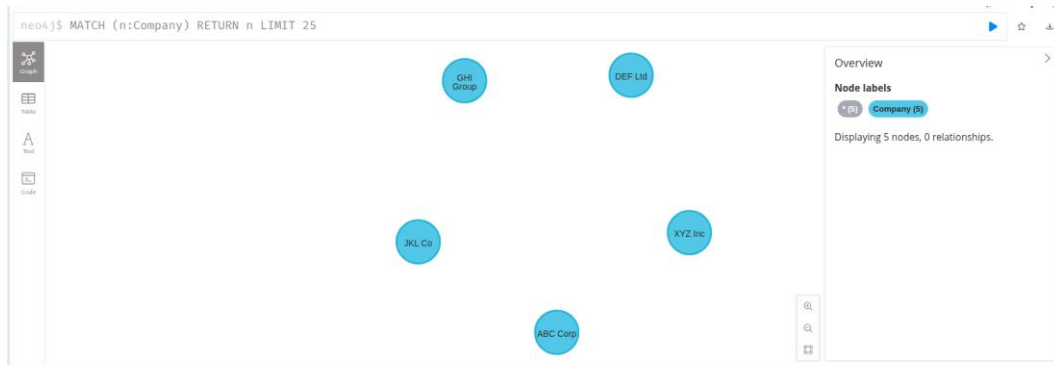 neo4j$ MATCH (n:Company) RETURN n LIMIT 25
Graph
Table
Text
Code
GHI
Group
DEF Ltd
JKL Co
XYZ Inc
ABC Corp
Overview
Node labels
* (5) Company (5)
Displaying 5 nodes, 0 relationships.